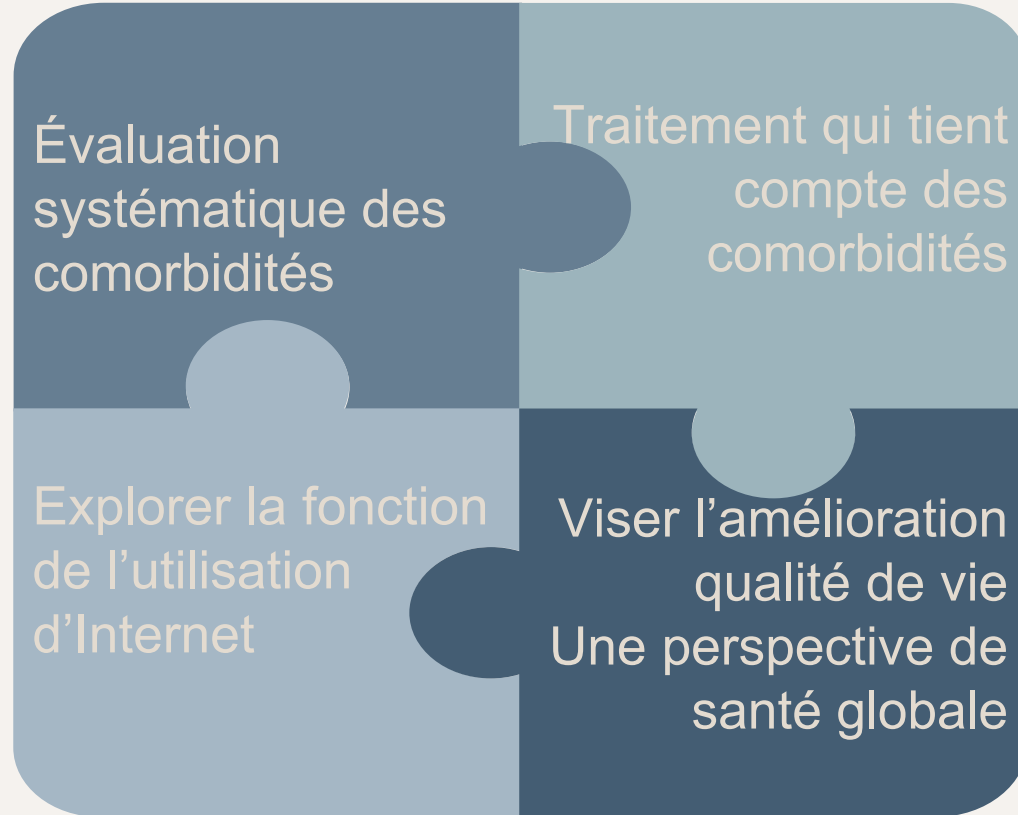 Évaluation
systématique des
comorbidités
Traitement qui tient
compte des
comorbidités
Explorer la fonction
de l’utilisation
d’Internet
Viser l’amélioration
qualité de vie
Une perspective de
santé globale